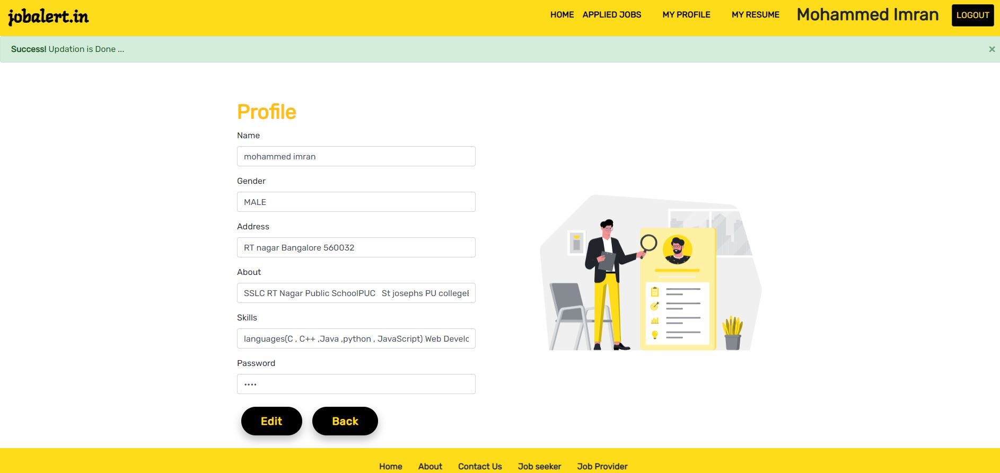 jobalert.in
HOME APPLIED JOBS MY PROFILE MY RESUME Mohammed Imran LOGOUT
Success! Updation is Done ... ×
Profile
Name
mohammed imran
Gender
MALE
Address
RT nagar Bangalore 560032
About
SSLC RT Nagar Public SchoolPUC St josephs PU college
Skills
languages(C , C++ ,Java ,python , JavaScript) Web Develo
Password
••••
Edit Back
Home About Contact Us Job seeker Job Provider